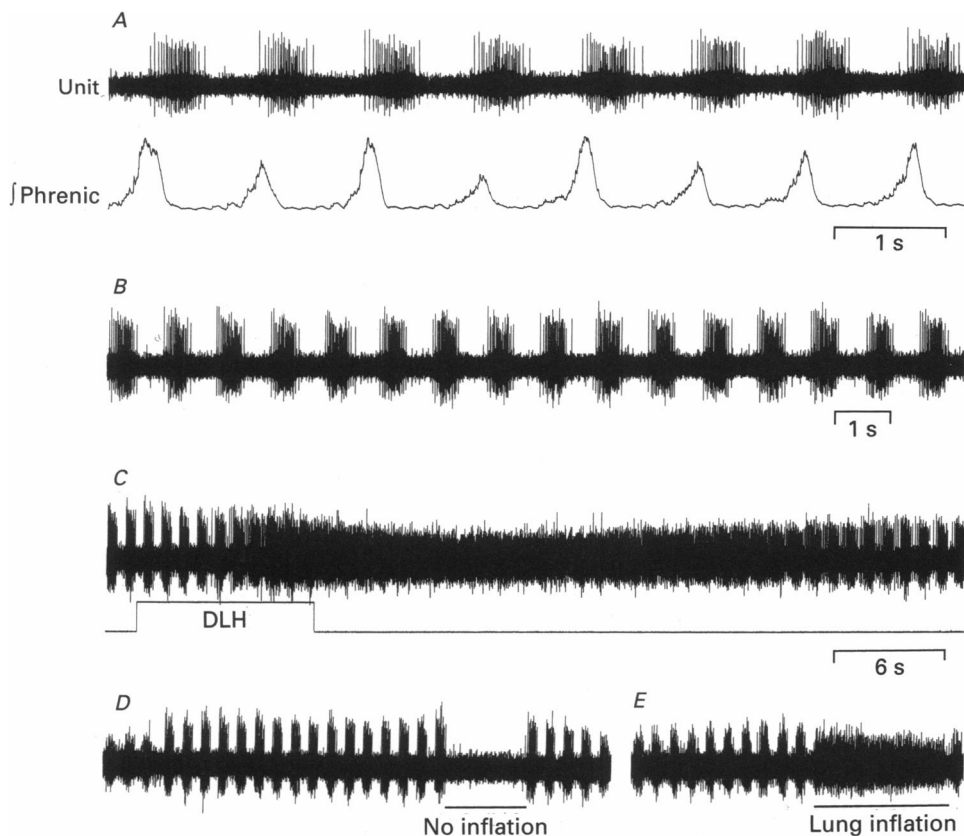 A
Unit
∫ Phrenic
1 s
B
1 s
C
DLH
6 s
D
E
No inflation
Lung inflation